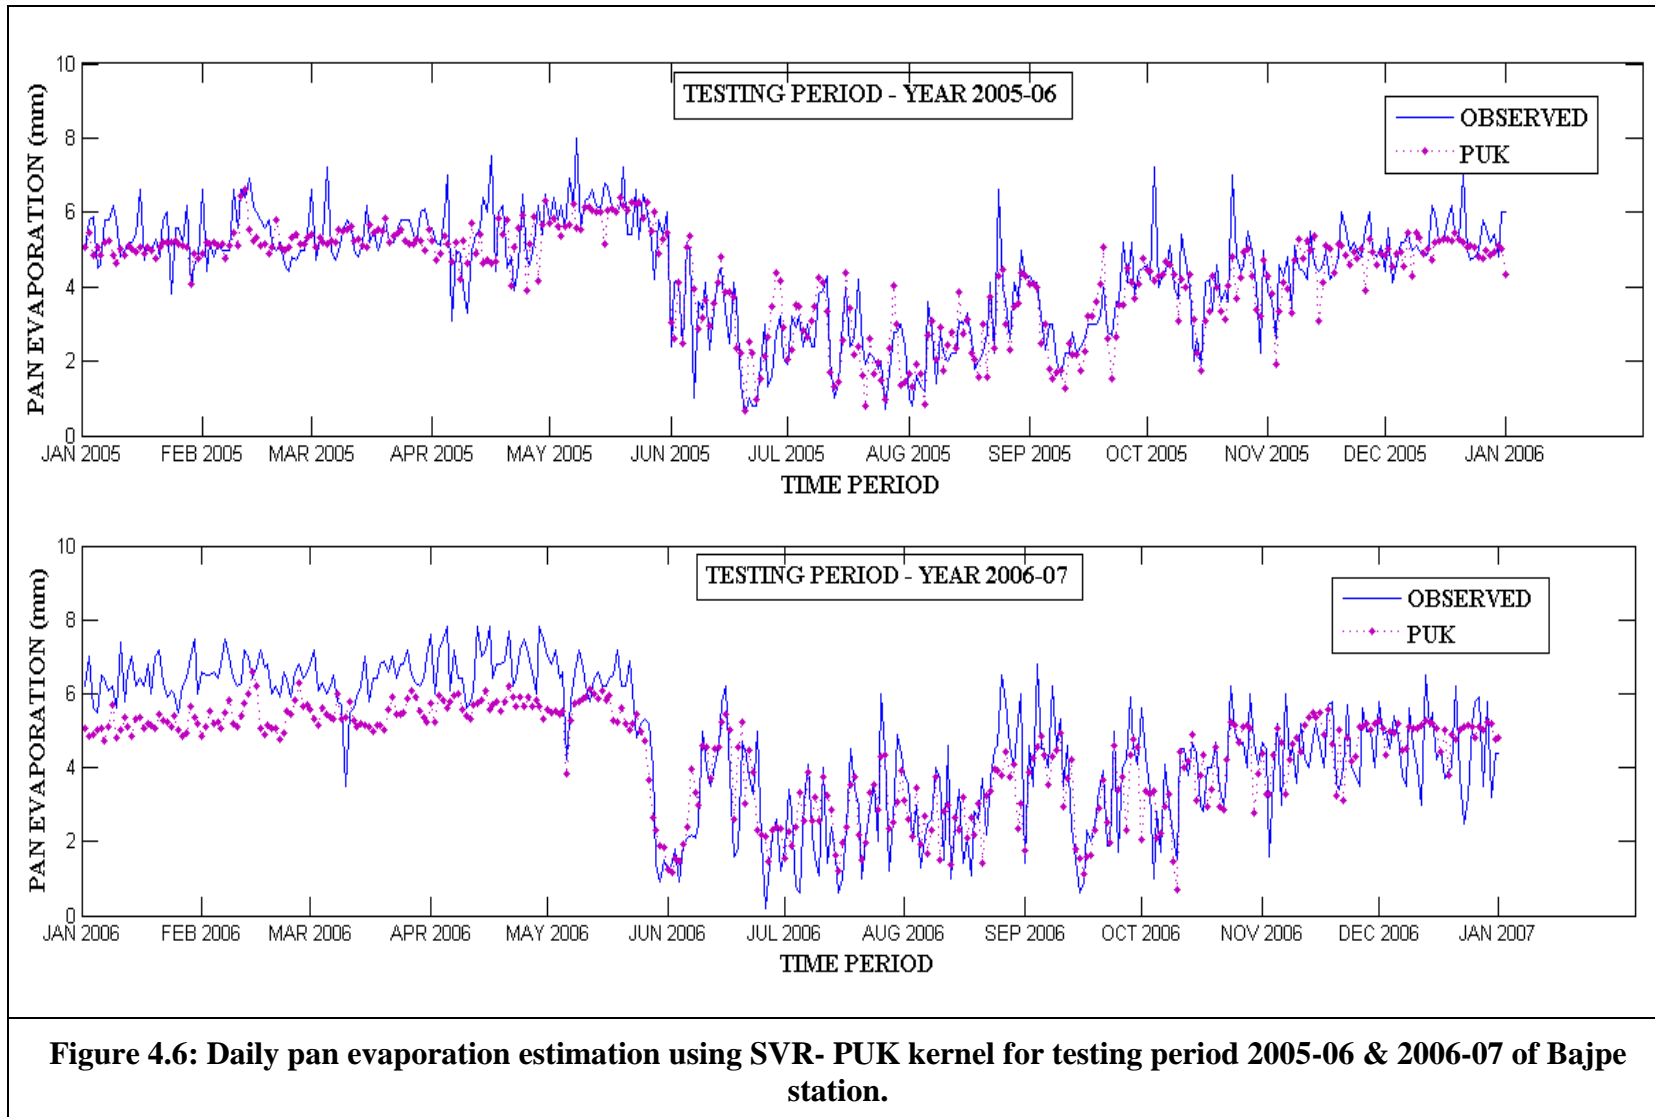 TESTING PERIOD - YEAR 2005-06
OBSERVED
PUK
PAN EVAPORATION (mm)
10
8
6
4
2
0
JAN 2005 FEB 2005 MAR 2005 APR 2005 MAY 2005 JUN 2005 JUL 2005 AUG 2005 SEP 2005 OCT 2005 NOV 2005 DEC 2005 JAN 2006
TIME PERIOD
TESTING PERIOD - YEAR 2006-07
OBSERVED
PUK
PAN EVAPORATION (mm)
10
8
6
4
2
0
JAN 2006 FEB 2006 MAR 2006 APR 2006 MAY 2006 JUN 2006 JUL 2006 AUG 2006 SEP 2006 OCT 2006 NOV 2006 DEC 2006 JAN 2007
TIME PERIOD
Figure 4.6: Daily pan evaporation estimation using SVR- PUK kernel for testing period 2005-06 & 2006-07 of Bajpe
station.